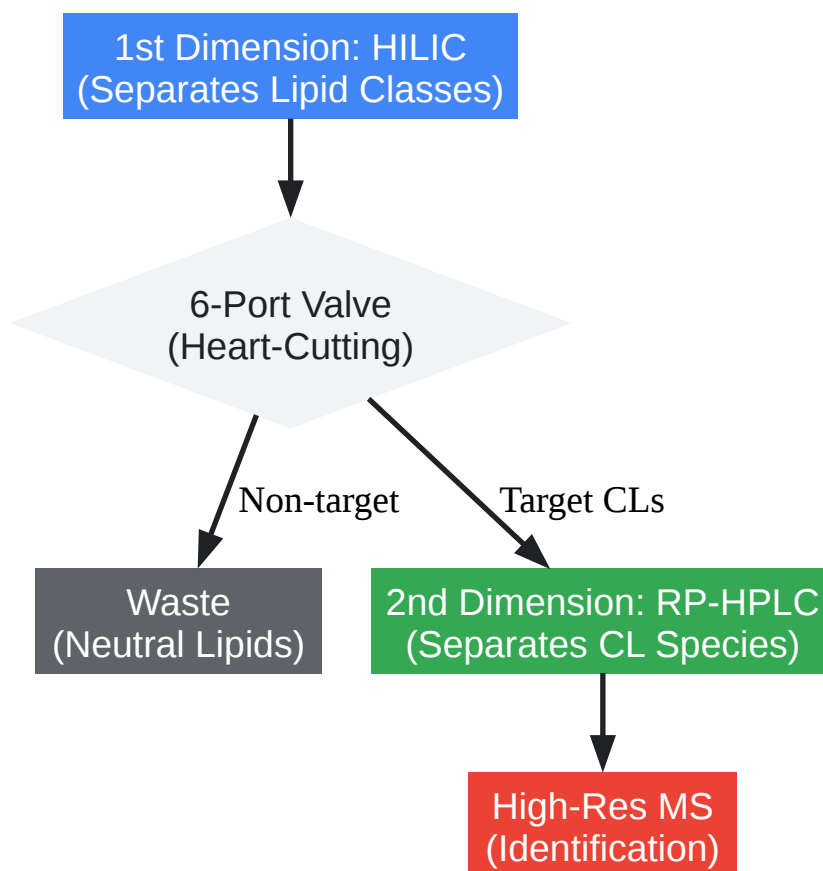 1st Dimension: HILIC
(Separates Lipid Classes)
6-Port Valve
(Heart-Cutting)
Non-target
Target CLs
Waste
(Neutral Lipids)
2nd Dimension: RP-HPLC
(Separates CL Species)
High-Res MS
(Identification)